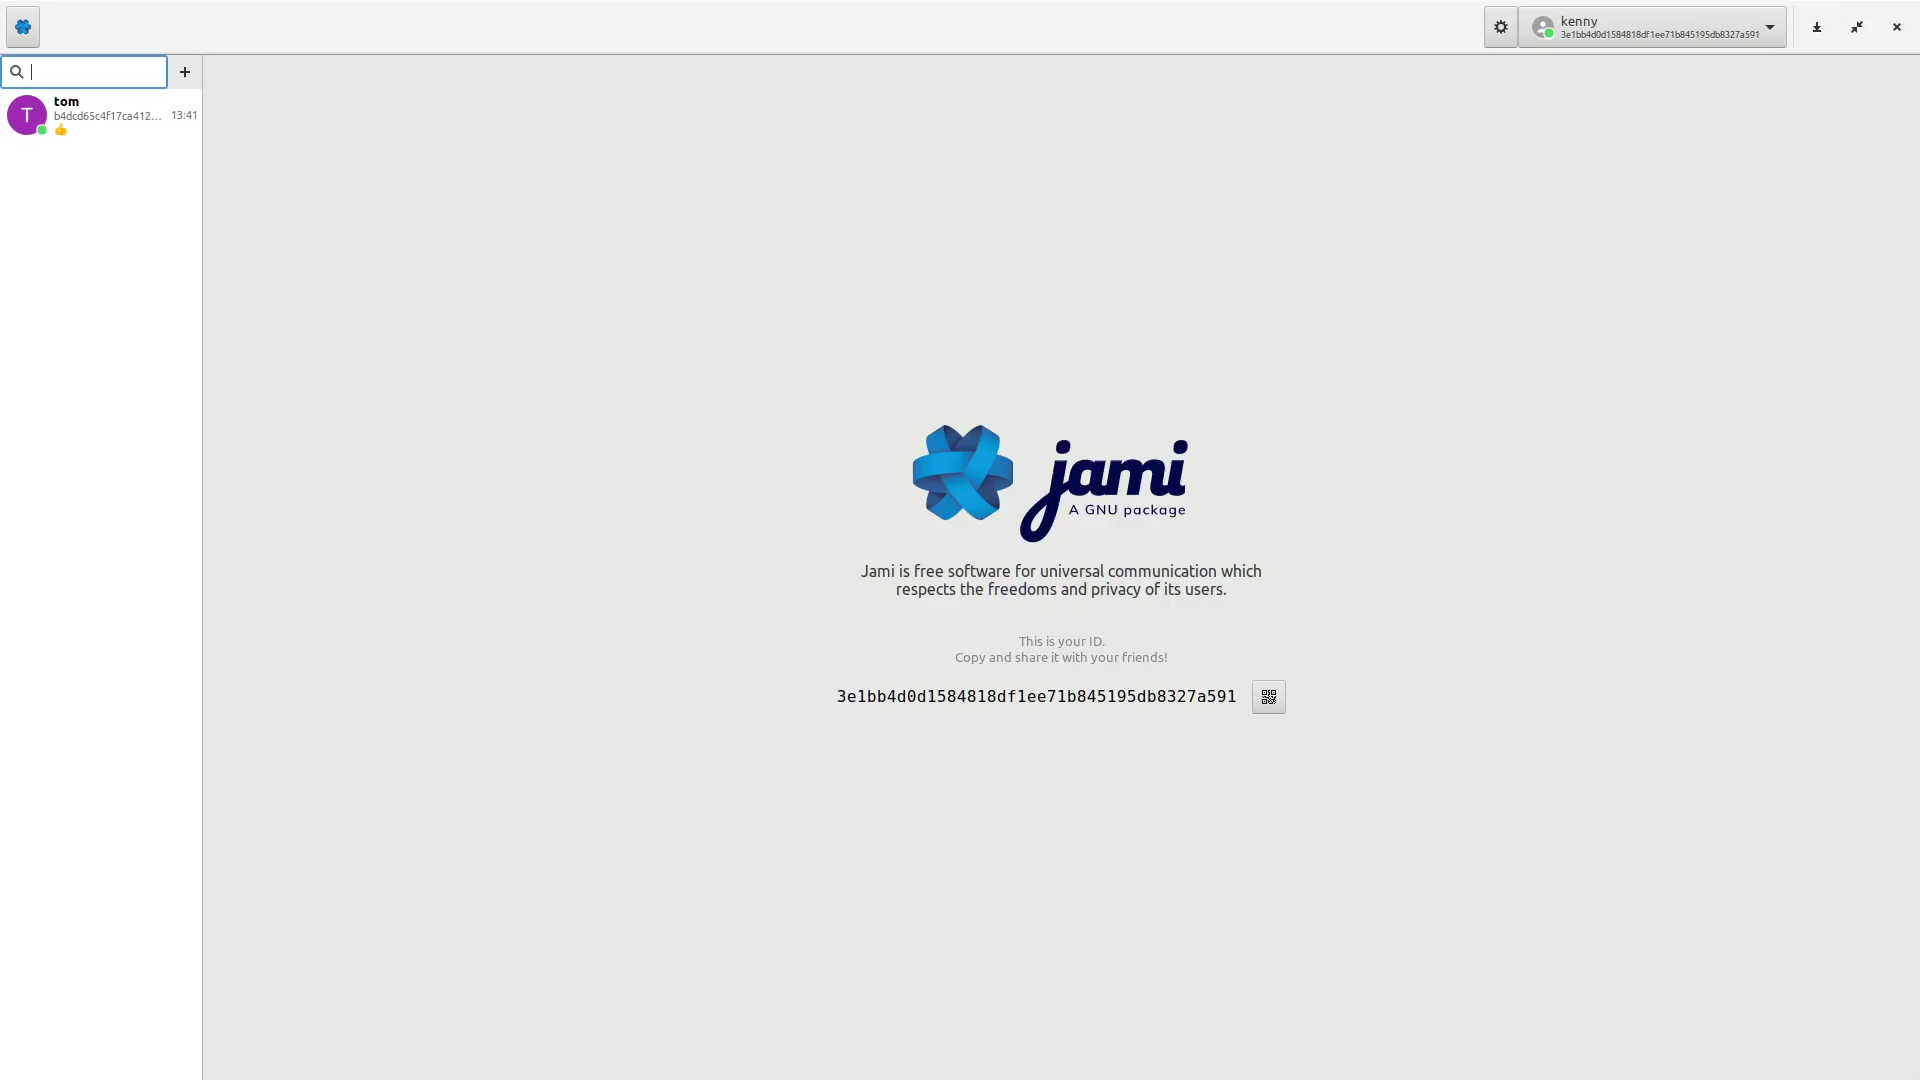 kenny
3e1bb4d0d1584818df1ee71b845195db8327a591
T
tom
b4dcd65c4f17ca412...
13:41
jami
A GNU package
Jami is free software for universal communication which
respects the freedoms and privacy of its users.
This is your ID.
Copy and share it with your friends!
3e1bb4d0d1584818df1ee71b845195db8327a591